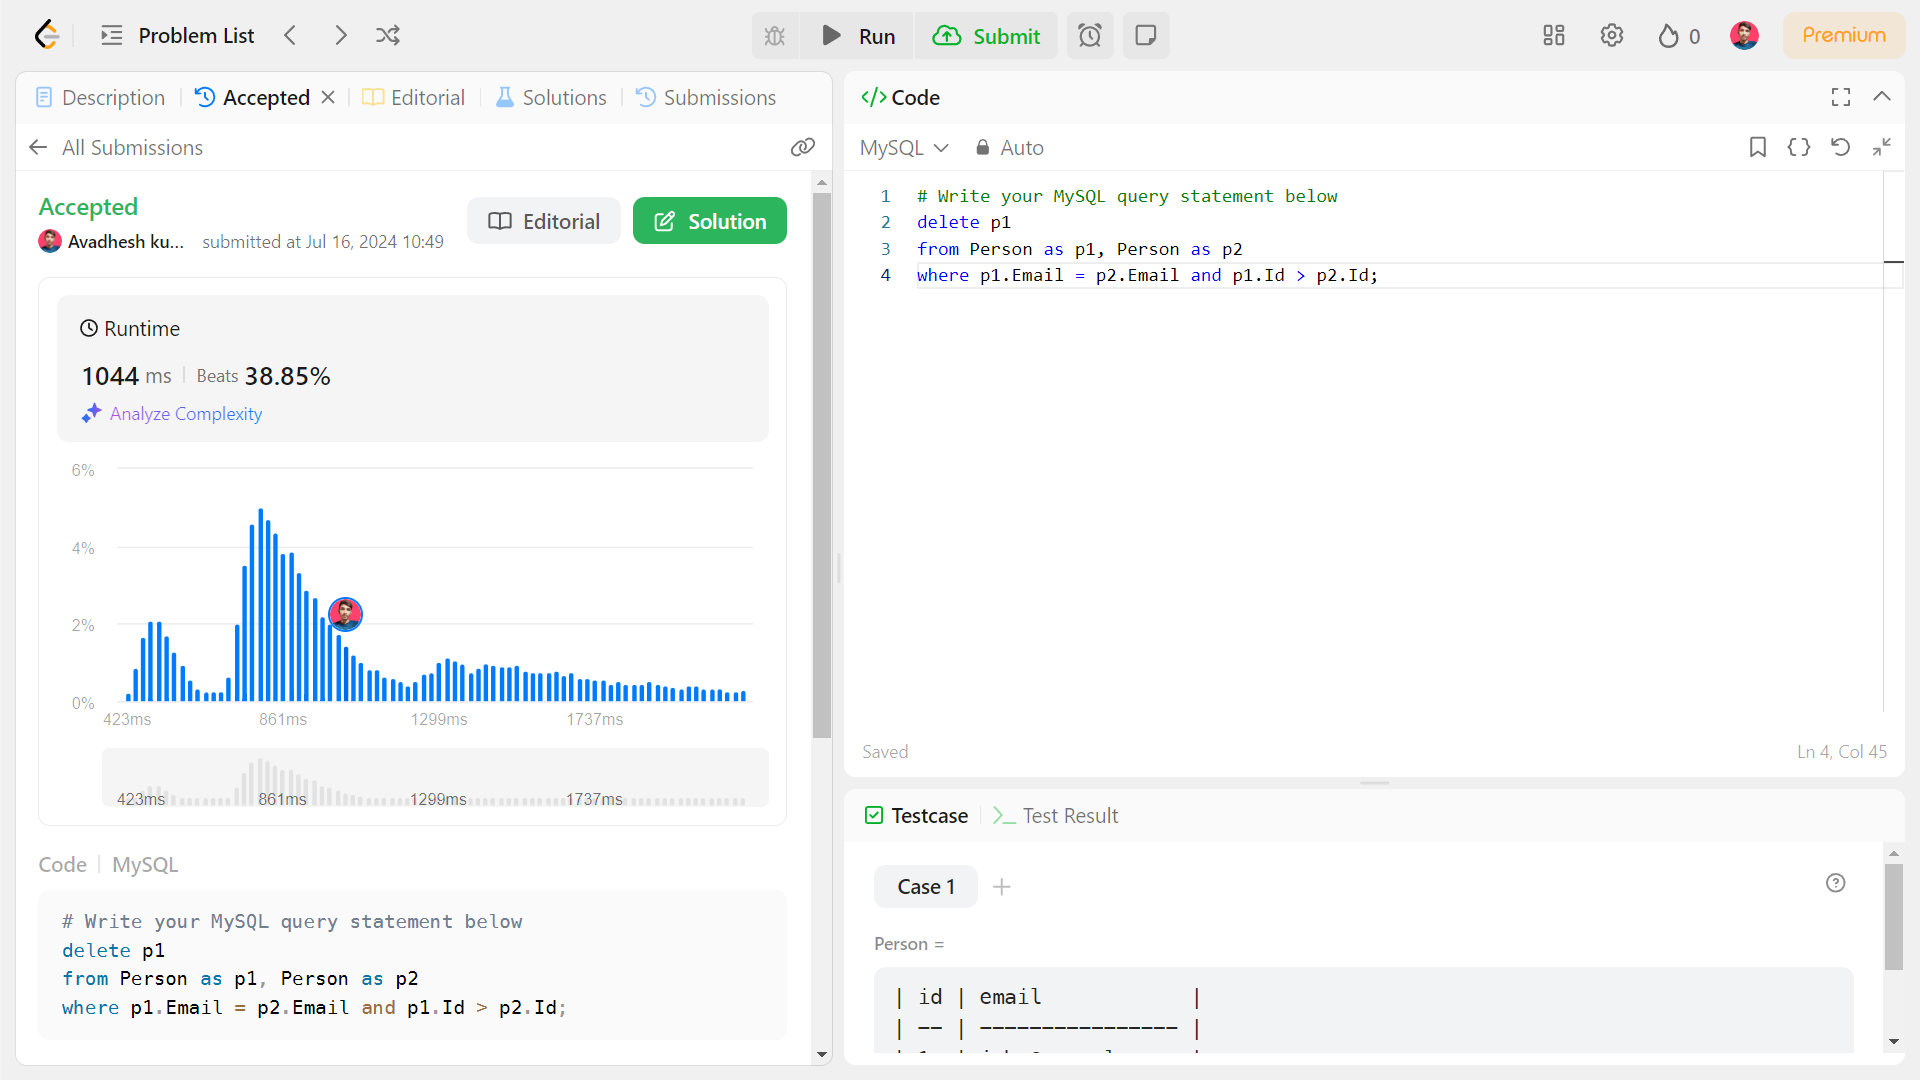 Problem List
Run
Submit
0
Premium
Description
Accepted
Editorial
Solutions
Submissions
All Submissions
Accepted
Avadhesh ku...
submitted at Jul 16, 2024 10:49
Editorial
Solution
Runtime
1044 ms
Beats 38.85%
Analyze Complexity
6%
4%
2%
0%
423ms 861ms 1299ms 1737ms
423ms 861ms 1299ms 1737ms
Code
MySQL
# Write your MySQL query statement below
delete p1
from Person as p1, Person as p2
where p1.Email = p2.Email and p1.Id > p2.Id;
</> Code
MySQL
Auto
1 # Write your MySQL query statement below
2 delete p1
3 from Person as p1, Person as p2
4 where p1.Email = p2.Email and p1.Id > p2.Id;
Saved
Ln 4, Col 45
Testcase
Test Result
Case 1
Person =
| id | email |
| -- | ---------------- |